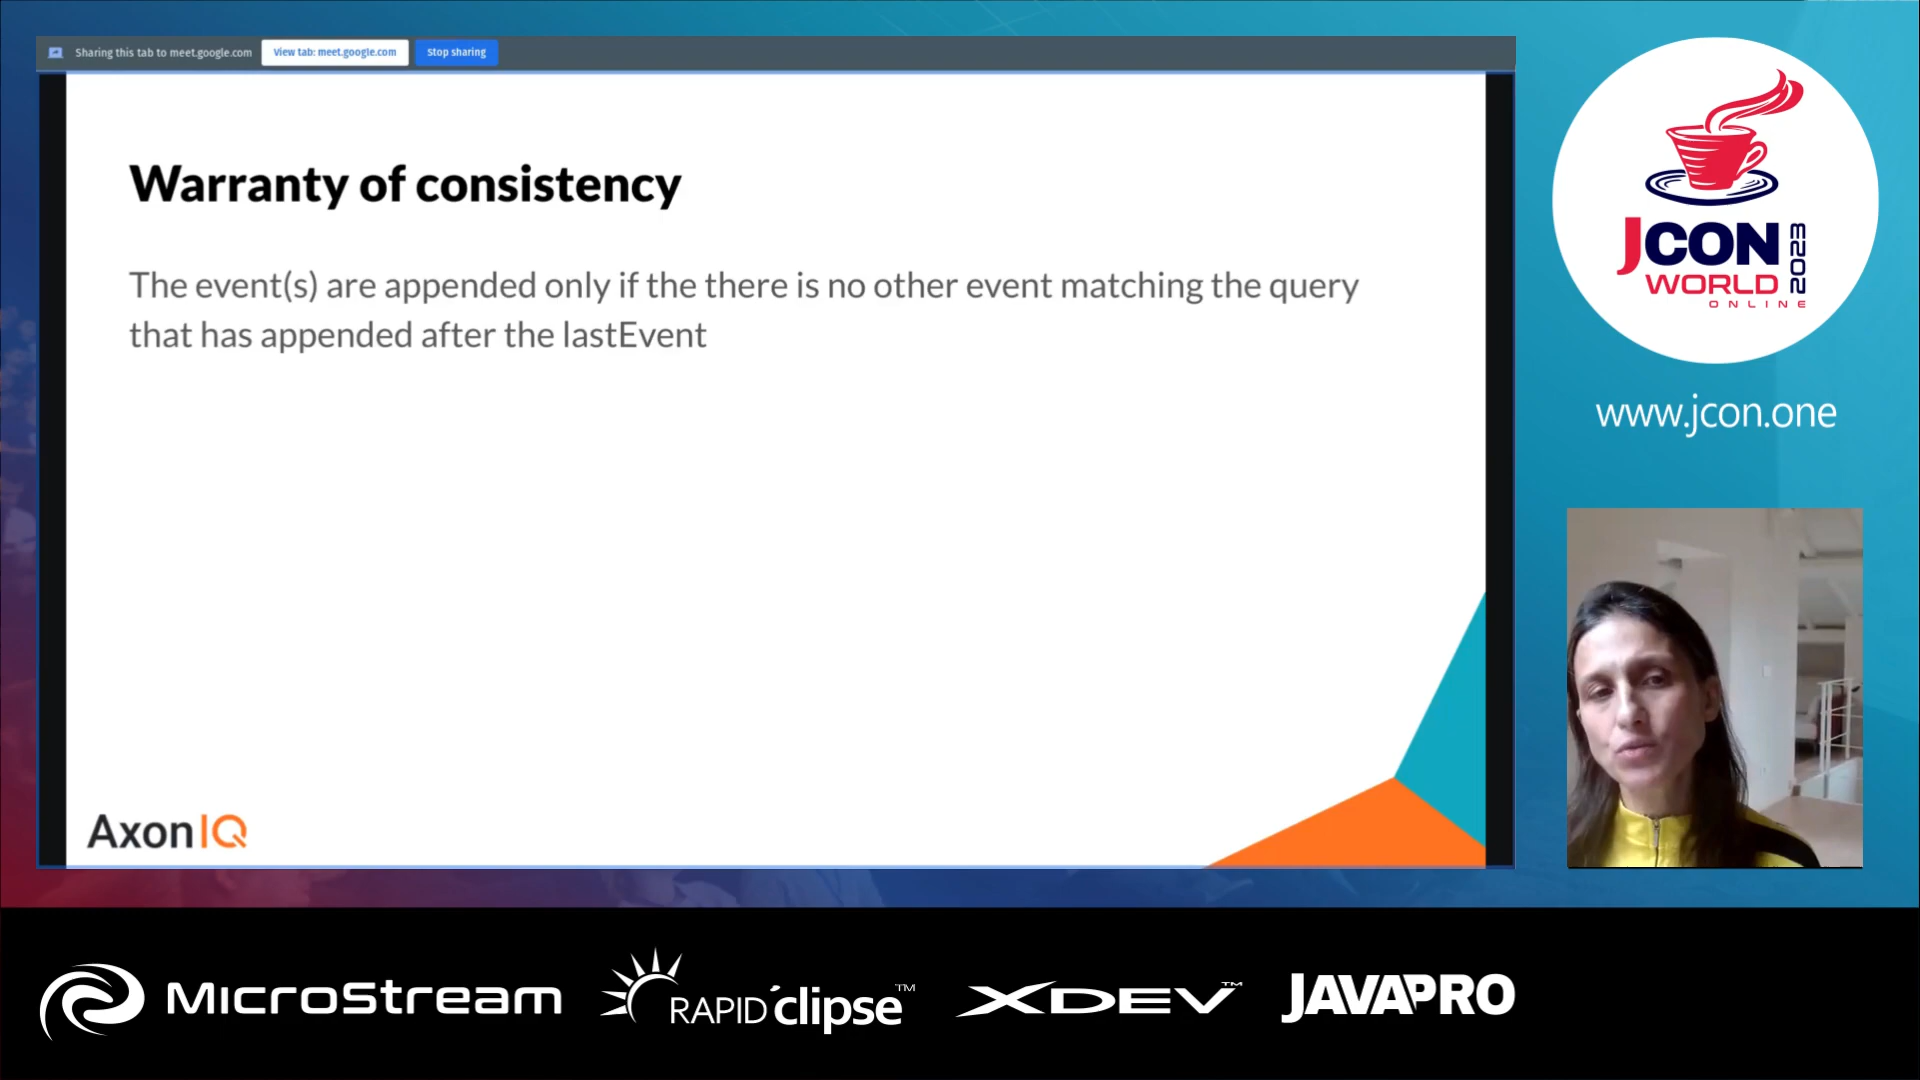 Sharing this tab to meet.google.com
View tab: meet.google.com
Stop sharing
Warranty of consistency
The event(s) are appended only if the there is no other event matching the query
that has appended after the lastEvent
AxonIQ
JCON
WORLD
ONLINE
2023
www.jcon.one
MicroStream
RAPID'clipse™
XDEV™
JAVAPRO